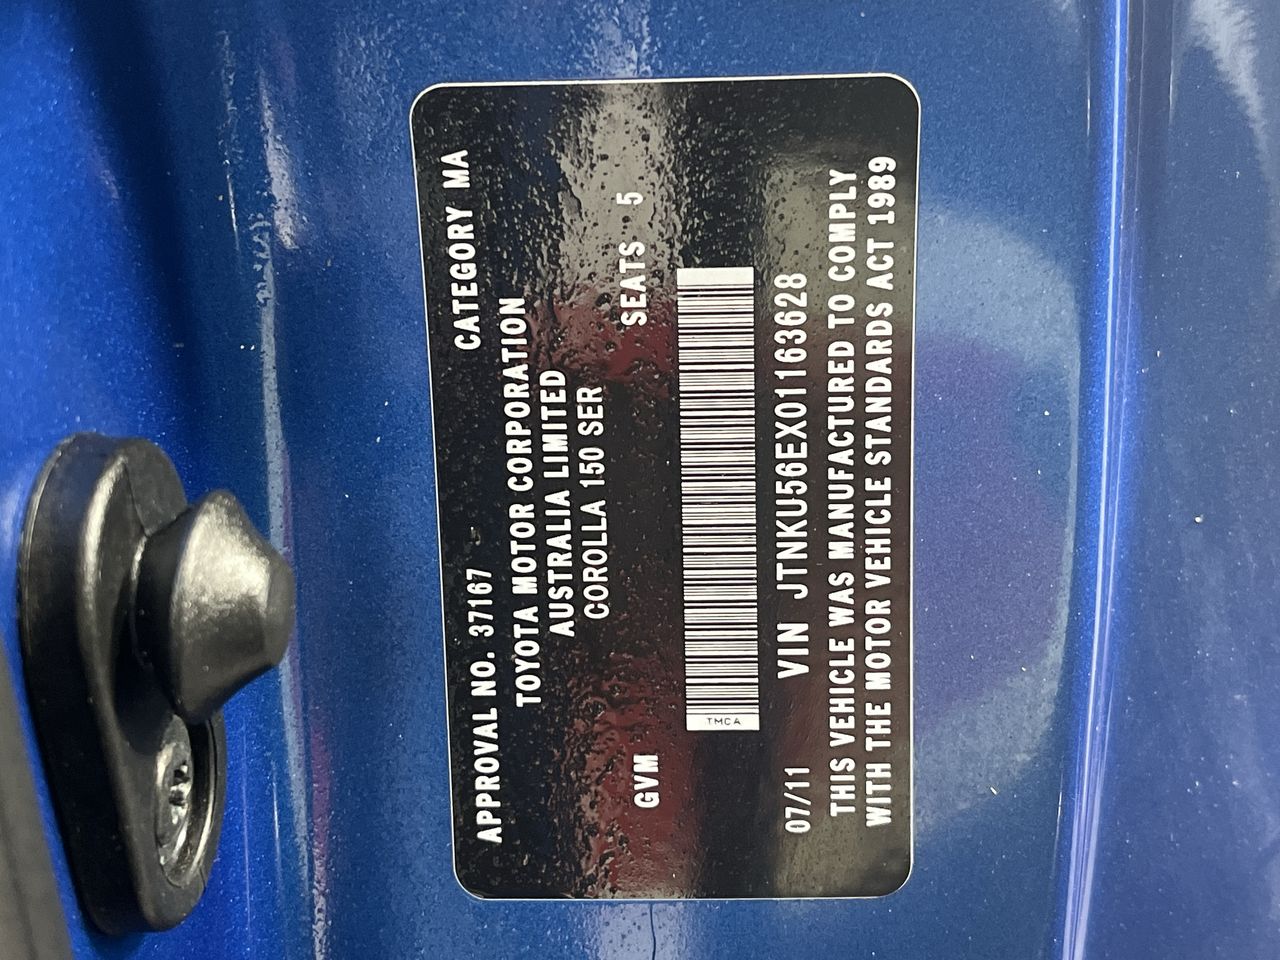 APPROVAL NO. 37167 CATEGORY MA
TOYOTA MOTOR CORPORATION
AUSTRALIA LIMITED
COROLLA 150 SER
GVM SEATS 5
TMCA
07/11 VIN JTNKU56EX01163628
THIS VEHICLE WAS MANUFACTURED TO COMPLY
WITH THE MOTOR VEHICLE STANDARDS ACT 1989